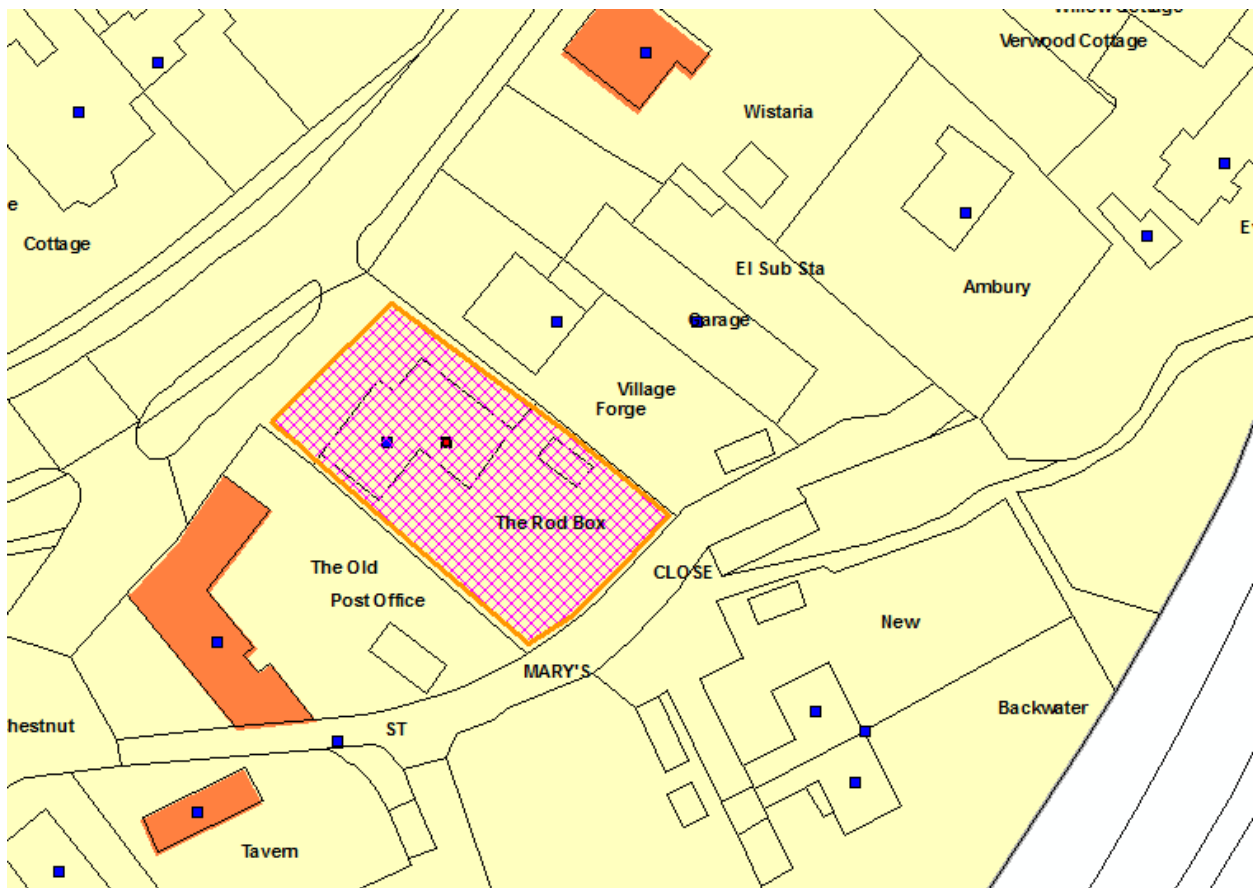 Verwood Cottage
Wistaria
Cottage
El Sub Sta
Ambury
Garage
Village
Forge
The Rod Box
The Old
Post Office
CLOSE
New
MARY'S
Backwater
ST
hestnut
Tavern